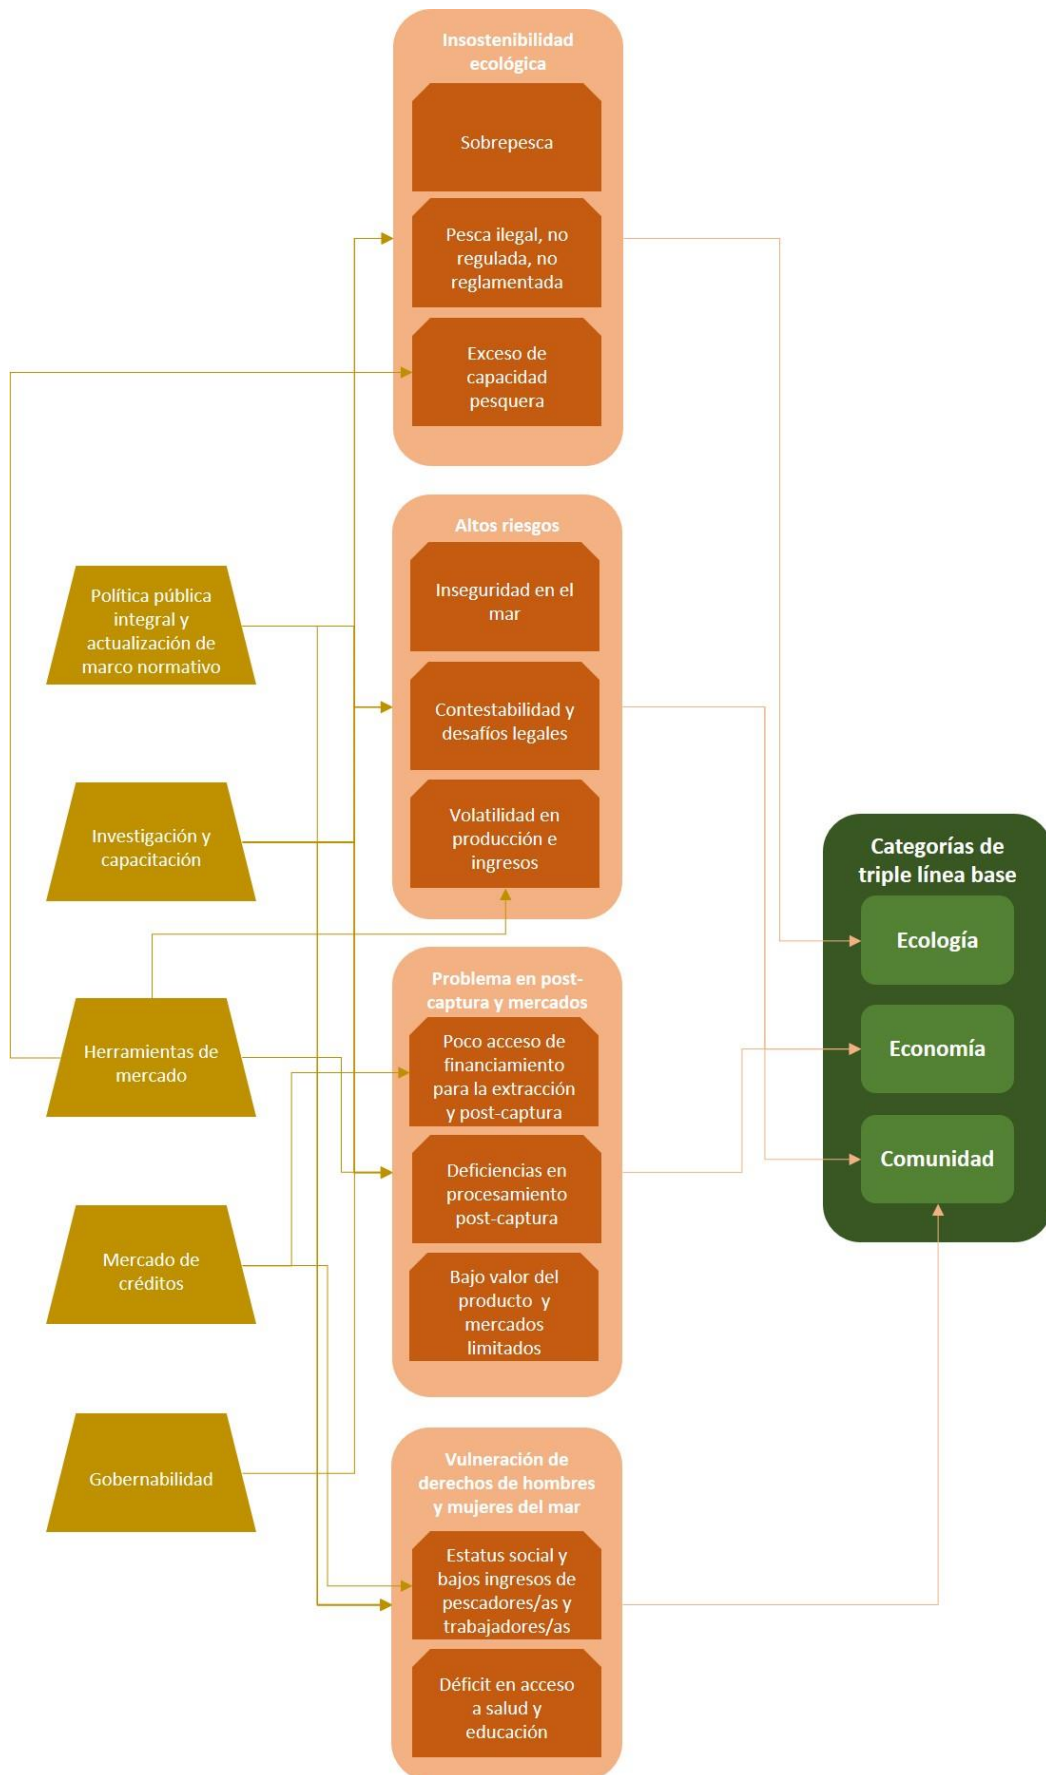 Insostenibilidad
ecológica
Sobrepesca
Pesca ilegal, no
regulada, no
reglamentada
Exceso de
capacidad
pesquera
Altos riesgos
Inseguridad en el
mar
Contestabilidad y
desafíos legales
Volatilidad en
producción e
ingresos
Problema en post-
captura y mercados
Poco acceso de
financiamiento
para la extracción
y post-captura
Deficiencias en
procesamiento
post-captura
Bajo valor del
producto y
mercados
limitados
Vulneración de
derechos de hombres
y mujeres del mar
Estatus social y
bajos ingresos de
pescadores/as y
trabajadores/as
Déficit en acceso
a salud y
educación
Política pública
integral y
actualización de
marco normativo
Investigación y
capacitación
Herramientas de
mercado
Mercado de
créditos
Gobernabilidad
Categorías de
triple línea base
Ecología
Economía
Comunidad